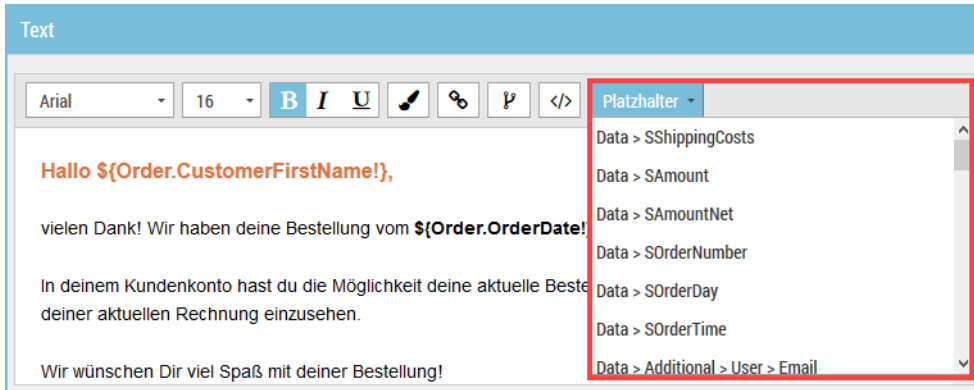 Text
Arial 16 B I U </> Platzhalter
Hallo ${Order.CustomerFirstName!},
vielen Dank! Wir haben deine Bestellung vom ${Order.OrderDate!}
In deinem Kundenkonto hast du die Möglichkeit deine aktuelle Beste
deiner aktuellen Rechnung einzusehen.
Wir wünschen Dir viel Spaß mit deiner Bestellung!
Data > SShippingCosts
Data > SAmount
Data > SAmountNet
Data > SOrderNumber
Data > SOrderDay
Data > SOrderTime
Data > Additional > User > Email